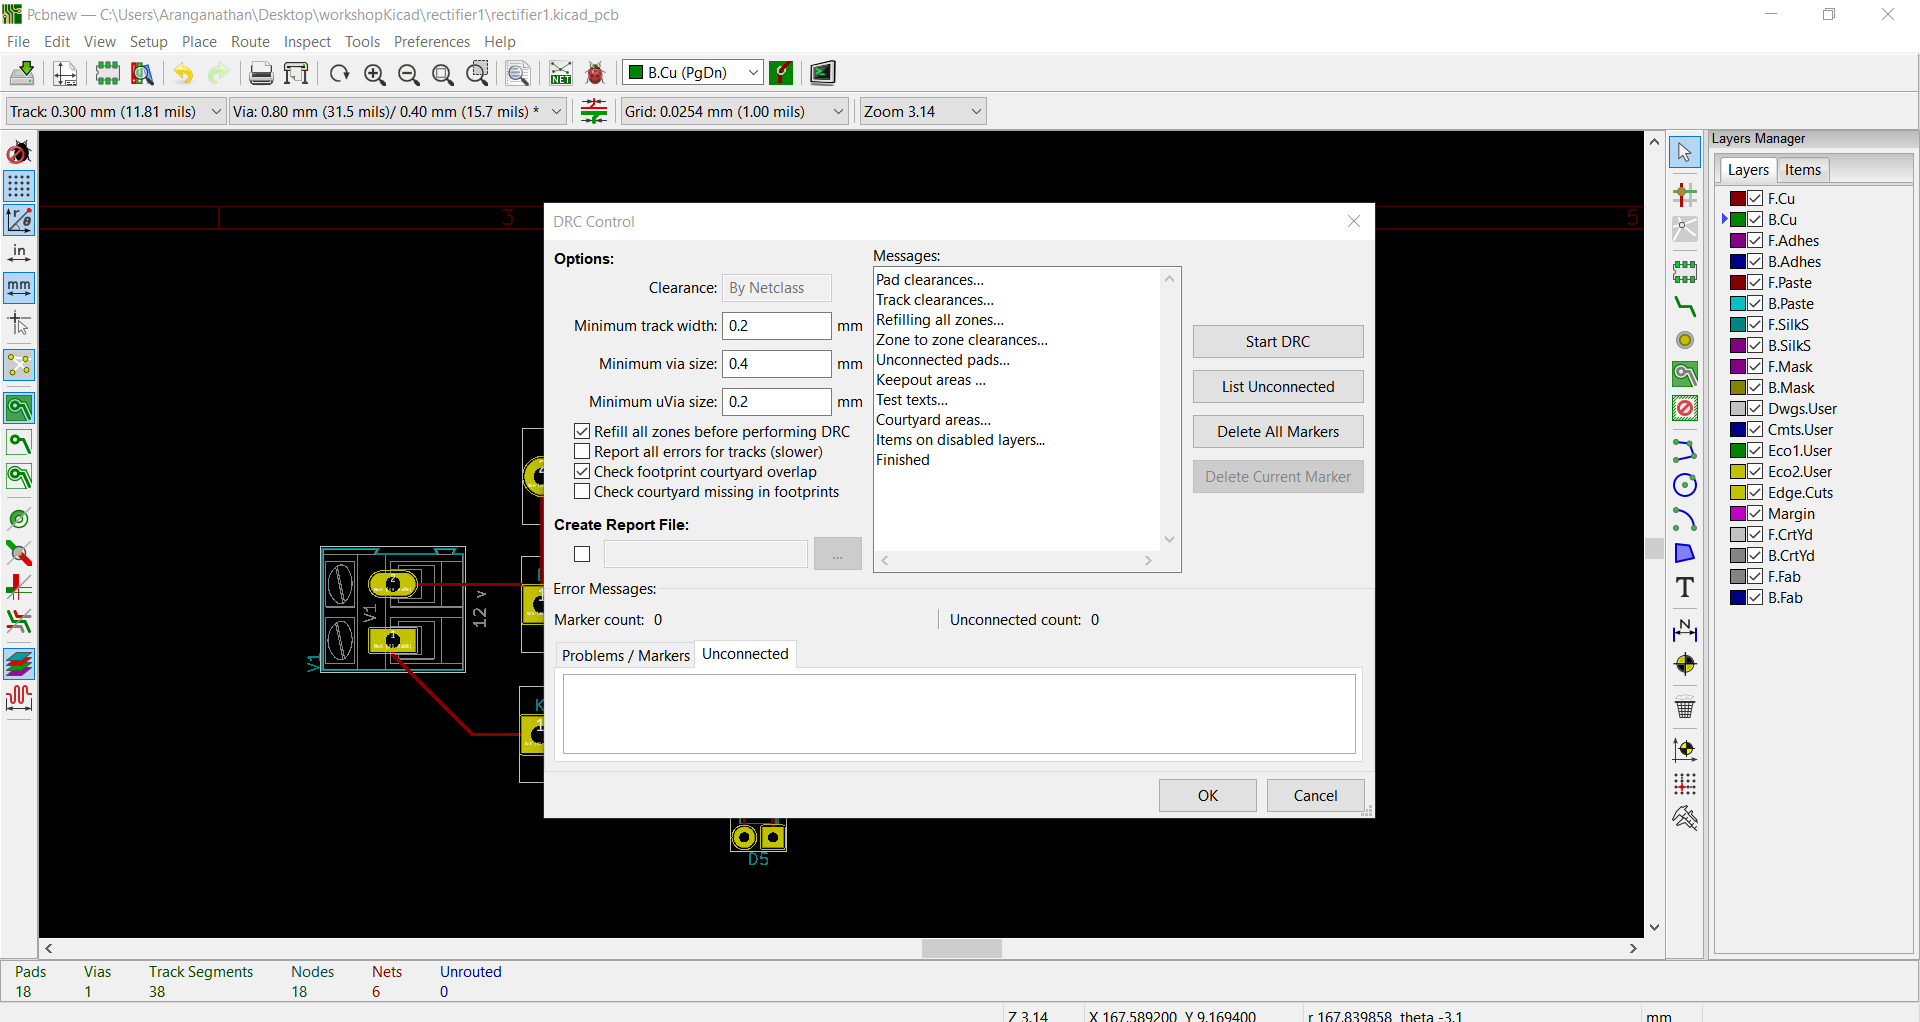 Pcbnew — C:\Users\Aranganathan\Desktop\workshopKicad\rectifier1\rectifier1.kicad_pcb
File Edit View Setup Place Route Inspect Tools Preferences Help
B.Cu (PgDn)
Track: 0.300 mm (11.81 mils) Via: 0.80 mm (31.5 mils)/ 0.40 mm (15.7 mils) * Grid: 0.0254 mm (1.00 mils) Zoom 3.14
in
mm
NET
3
5
DRC Control
Options:
Clearance: By Netclass
Minimum track width: 0.2 mm
Minimum via size: 0.4 mm
Minimum uVia size: 0.2 mm
Refill all zones before performing DRC
Report all errors for tracks (slower)
Check footprint courtyard overlap
Check courtyard missing in footprints
Create Report File:
...
Messages:
Pad clearances...
Track clearances...
Refilling all zones...
Zone to zone clearances...
Unconnected pads...
Keepout areas ...
Test texts...
Courtyard areas...
Items on disabled layers...
Finished
Start DRC
List Unconnected
Delete All Markers
Delete Current Marker
Error Messages:
Marker count: 0
Unconnected count: 0
Problems / Markers Unconnected
OK Cancel
2
V1
1
12 v
V1
K
1
D5
Layers Manager
Layers Items
F.Cu
B.Cu
F.Adhes
B.Adhes
F.Paste
B.Paste
F.SilkS
B.SilkS
F.Mask
B.Mask
Dwgs.User
Cmts.User
Eco1.User
Eco2.User
Edge.Cuts
Margin
F.CrtYd
B.CrtYd
F.Fab
B.Fab
Pads Vias Track Segments Nodes Nets Unrouted
18 1 38 18 6 0
Z 3.14 X 167.589200 Y 9.169400 r 167.839858 theta -3.1 mm